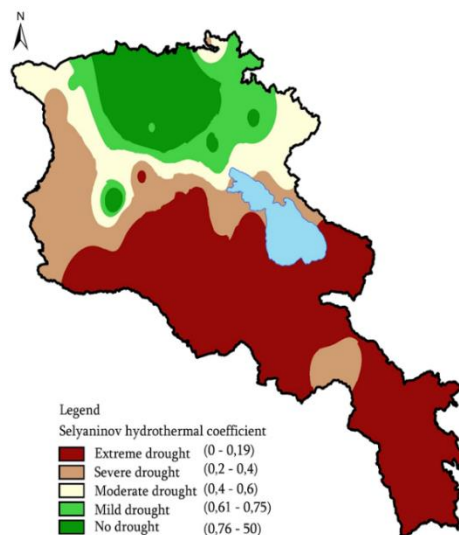 N
Legend
Selyaninov hydrothermal coefficient
Extreme drought (0 - 0,19)
Severe drought (0,2 - 0,4)
Moderate drought (0,4 - 0,6)
Mild drought (0,61 - 0,75)
No drought (0,76 - 50)